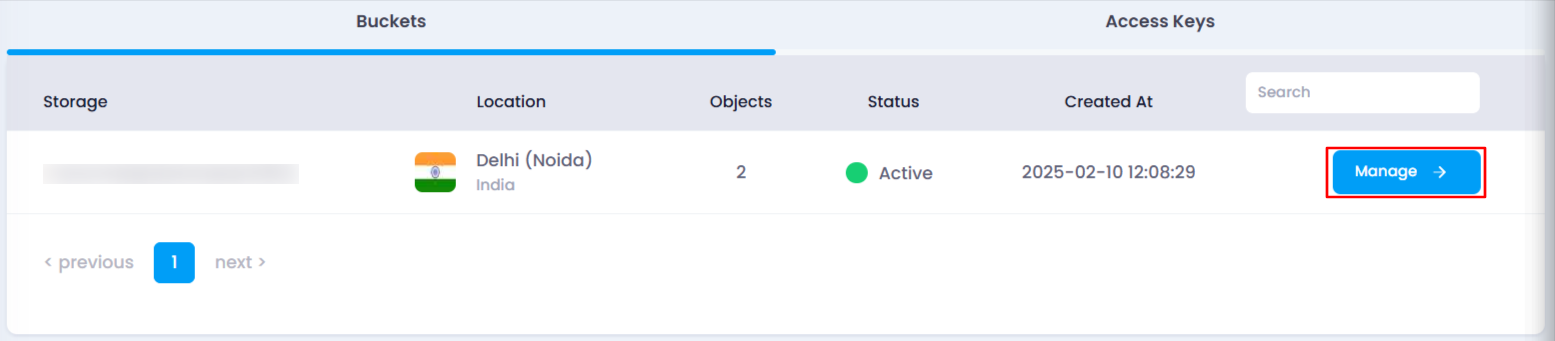 Buckets Access Keys
Storage Location Objects Status Created At Search
Delhi (Noida) 2 Active 2025-02-10 12:08:29 Manage →
India
< previous 1 next >